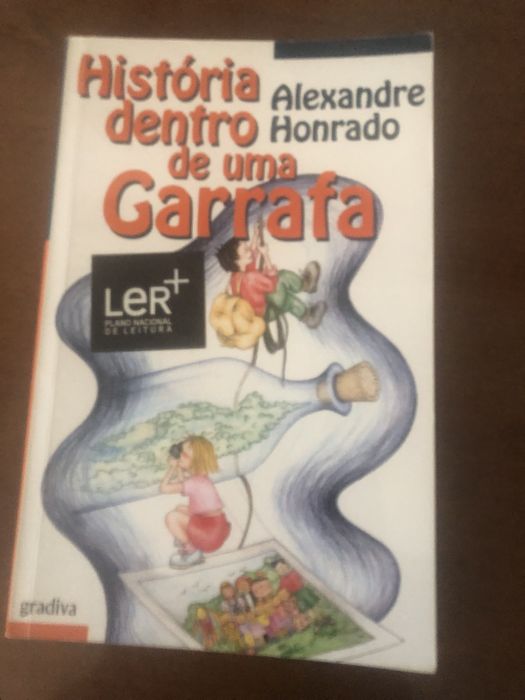 História
dentro
de uma
Garrafa
Alexandre
Honrado
LeR+
PLANO NACIONAL
DE LEITURA
gradiva